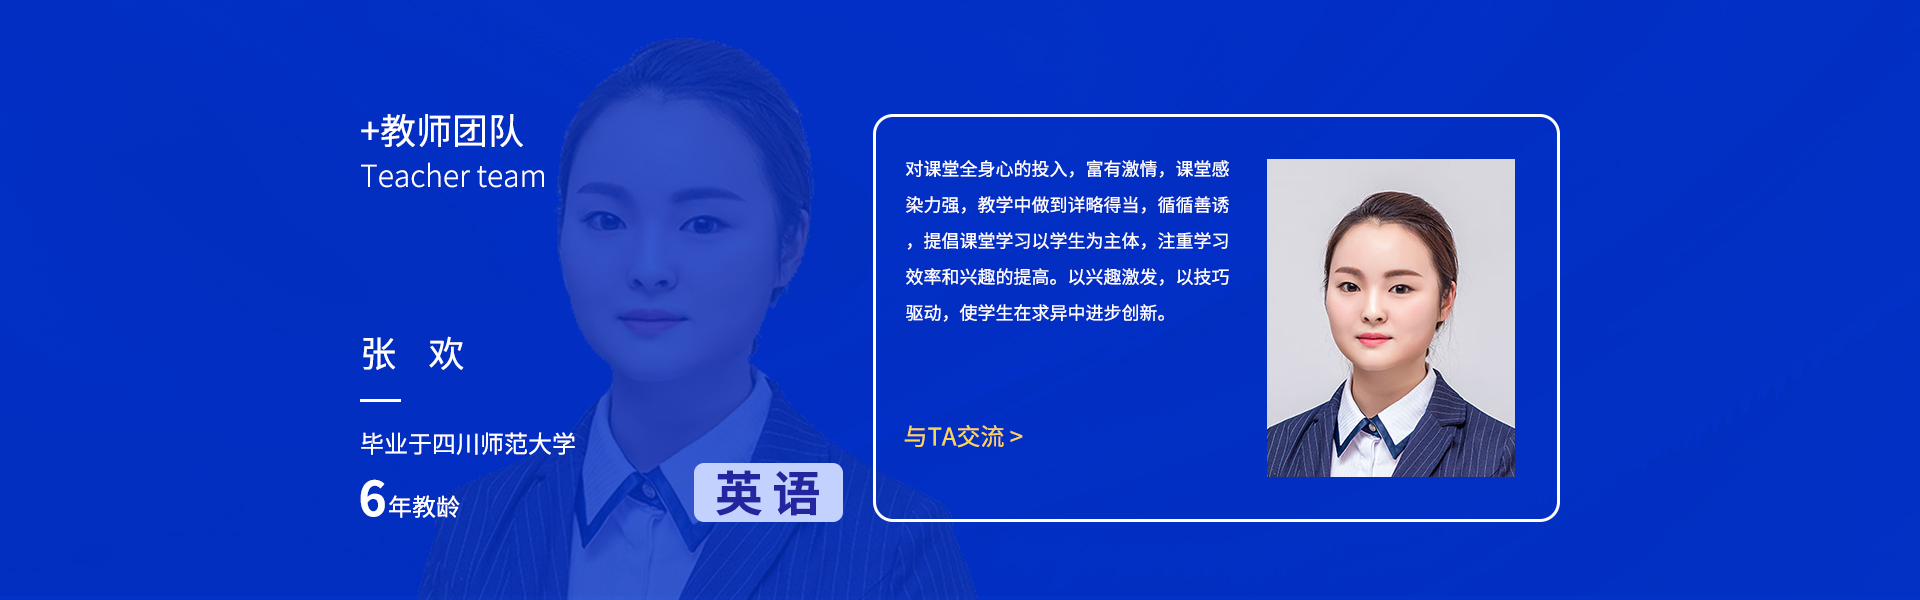 +教师团队
Teacher team
张 欢
毕业于四川师范大学
6年教龄
英语
对课堂全身心的投入，富有激情，课堂感
染力强，教学中做到详略得当，循循善诱
，提倡课堂学习以学生为主体，注重学习
效率和兴趣的提高。以兴趣激发，以技巧
驱动，使学生在求异中进步创新。
与TA交流 >